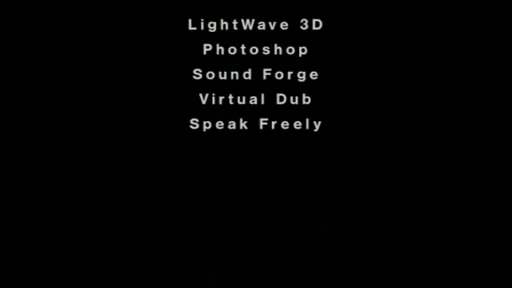 LightWave 3D
Photoshop
Sound Forge
Virtual Dub
Speak Freely